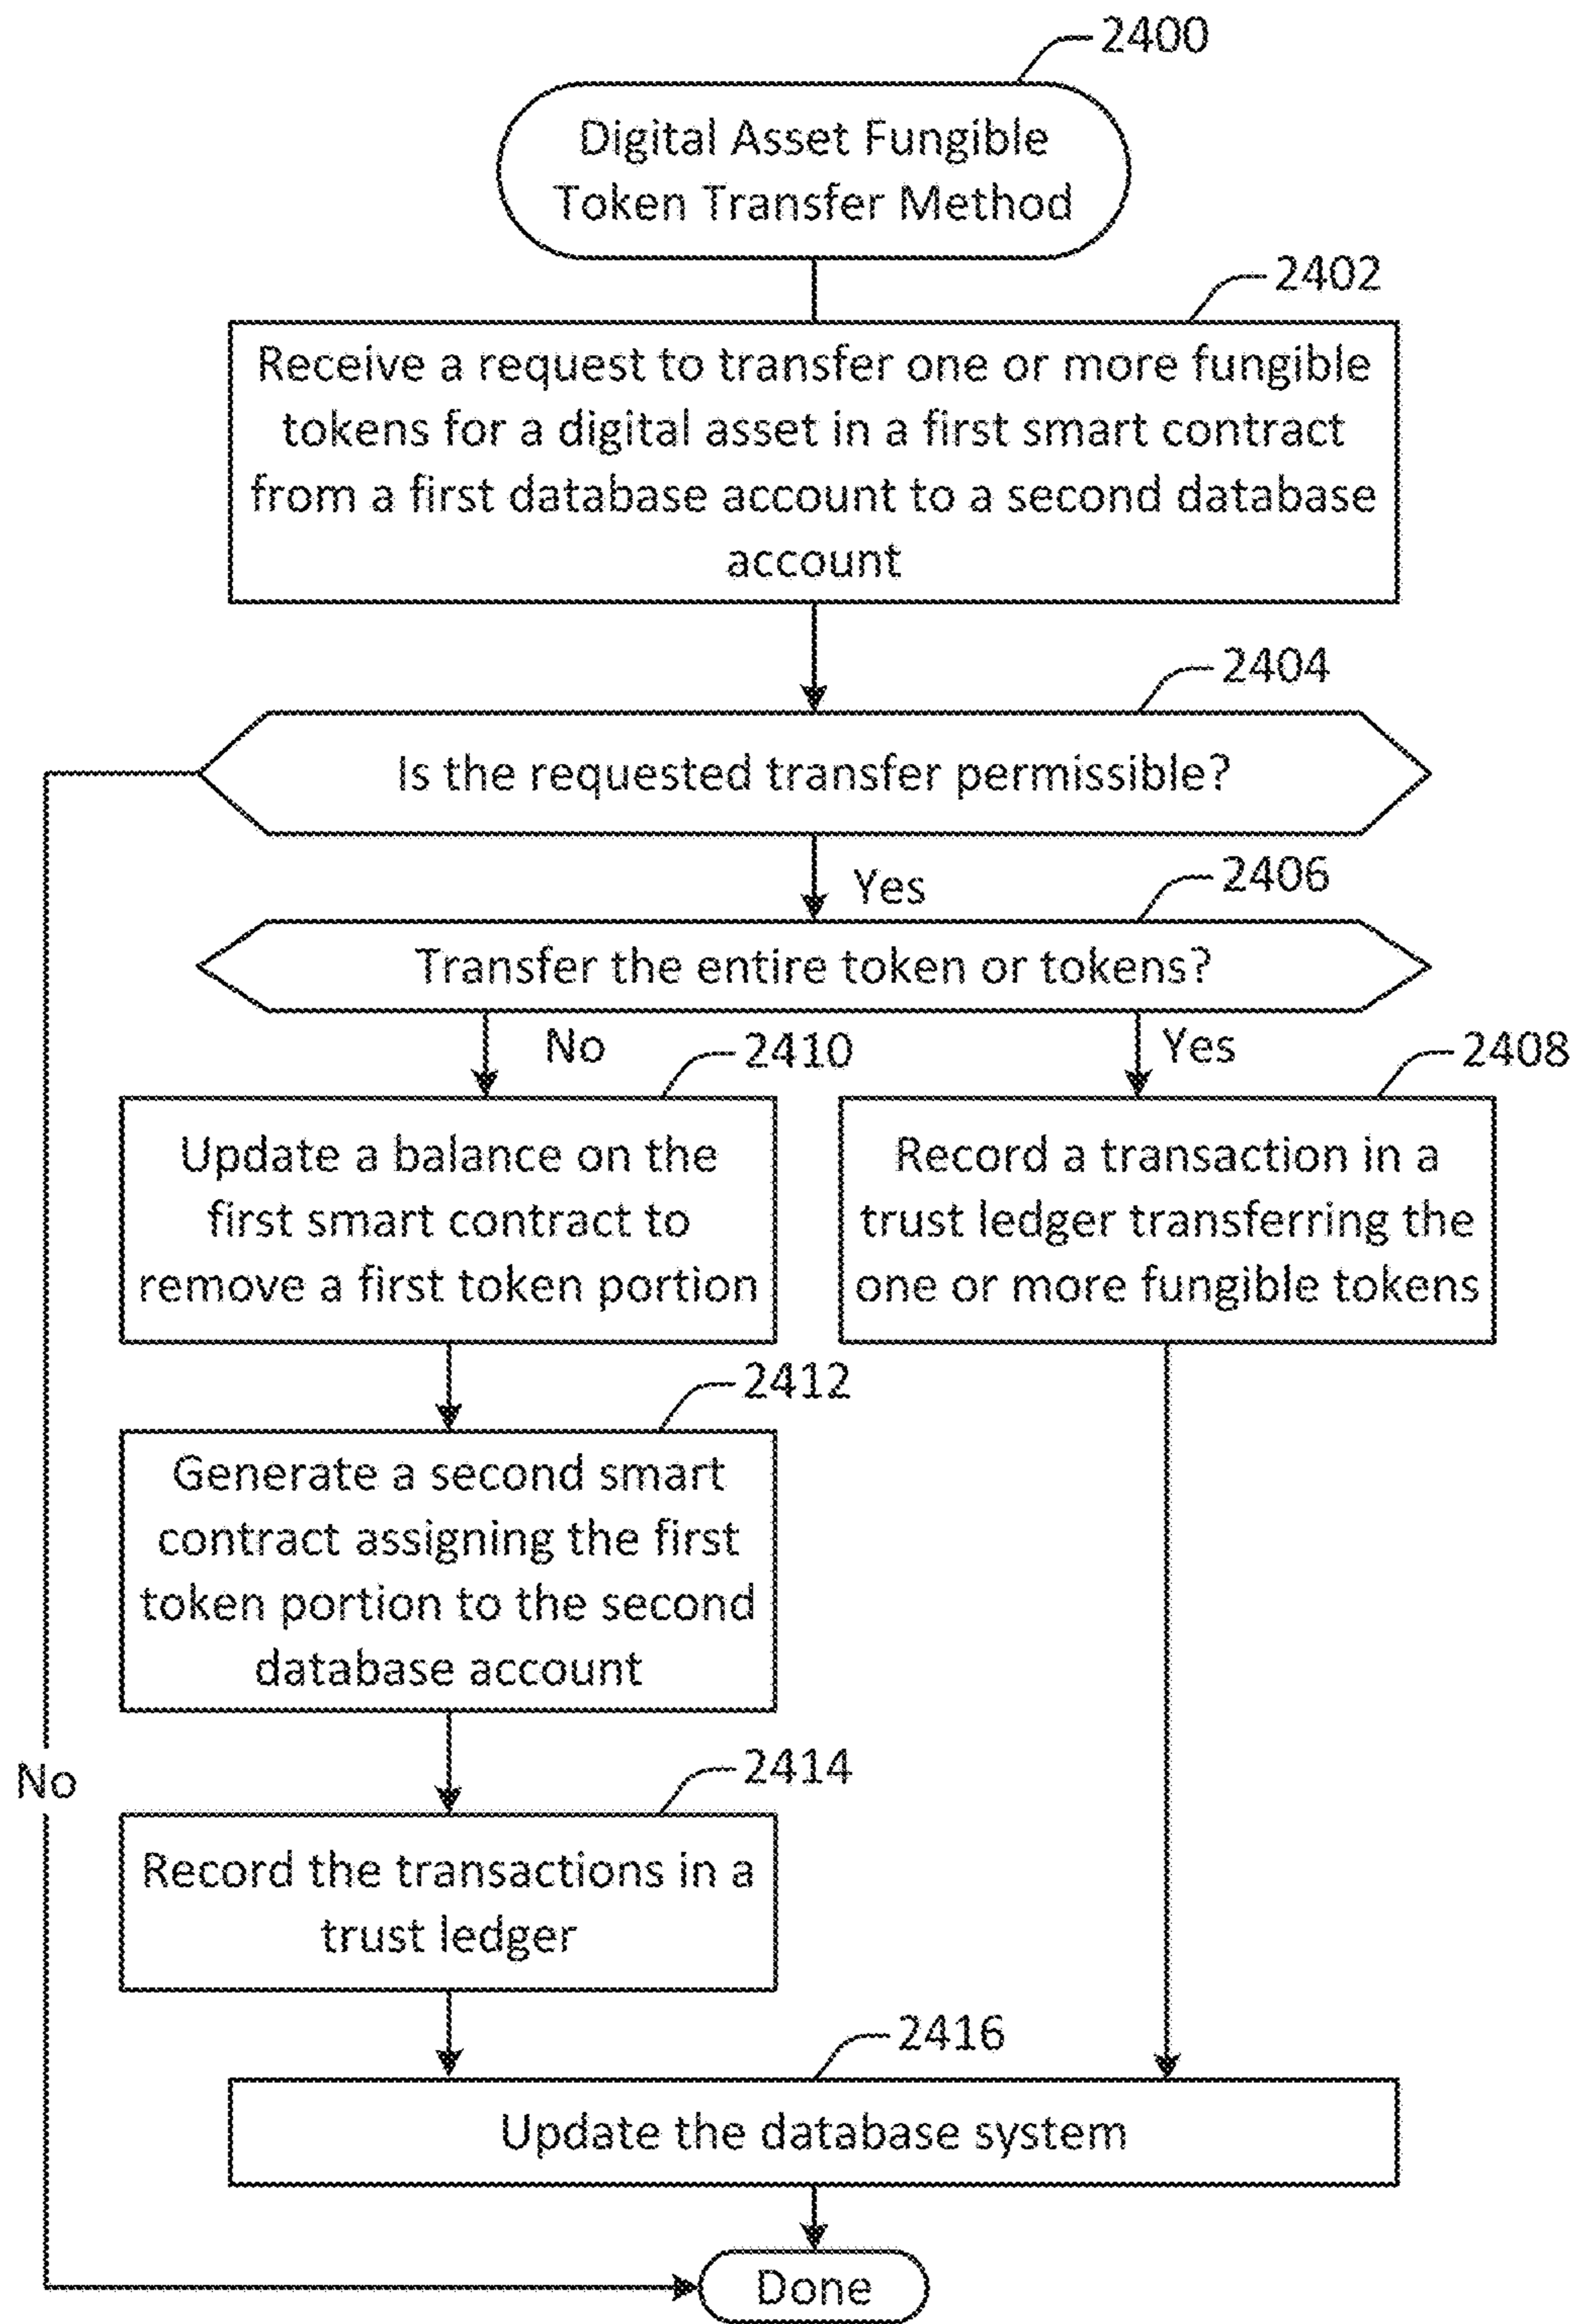 2400
Digital Asset Fungible
Token Transfer Method
2402
Receive a request to transfer one or more fungible
tokens for a digital asset in a first smart contract
from a first database account to a second database
account
2404
Is the requested transfer permissible?
Yes
2406
Transfer the entire token or tokens?
No
2410
Yes
2408
Update a balance on the
first smart contract to
remove a first token portion
Record a transaction in a
trust ledger transferring the
one or more fungible tokens
2412
Generate a second smart
contract assigning the first
token portion to the second
database account
No
2414
Record the transactions in a
trust ledger
2416
Update the database system
Done